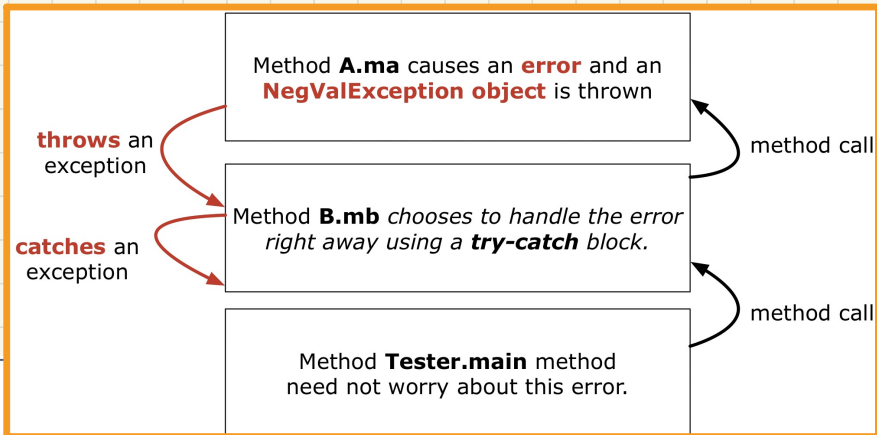 Method A.ma causes an error and an
NegValException object is thrown
throws an
exception
method call
Method B.mb chooses to handle the error
right away using a try-catch block.
catches an
exception
method call
Method Tester.main method
need not worry about this error.